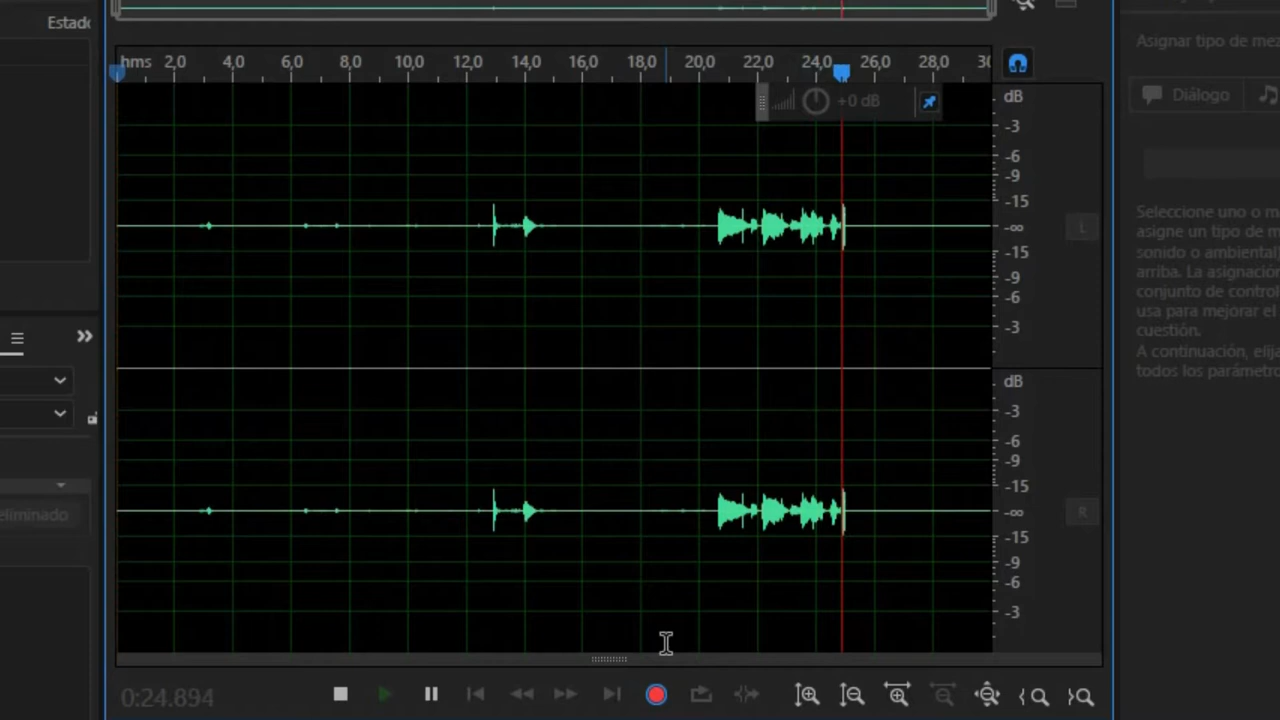 Estado
hms 2,0 4,0 6,0 8,0 10,0 12,0 14,0 16,0 18,0 20,0 22,0 24,0 26,0 28,0 30
+0 dB
dB
-3
-6
-9
-15
-∞
-15
-9
-6
-3
L
dB
-3
-6
-9
-15
-∞
-15
-9
-6
-3
R
eliminado
0:24.894
Asignar tipo de mez
Diálogo
Seleccione uno o m
asigne un tipo de m
sonido o ambiental)
arriba. La asignación
conjunto de control
usa para mejorar el
cuestión.
A continuación, elija
todos los parámetro